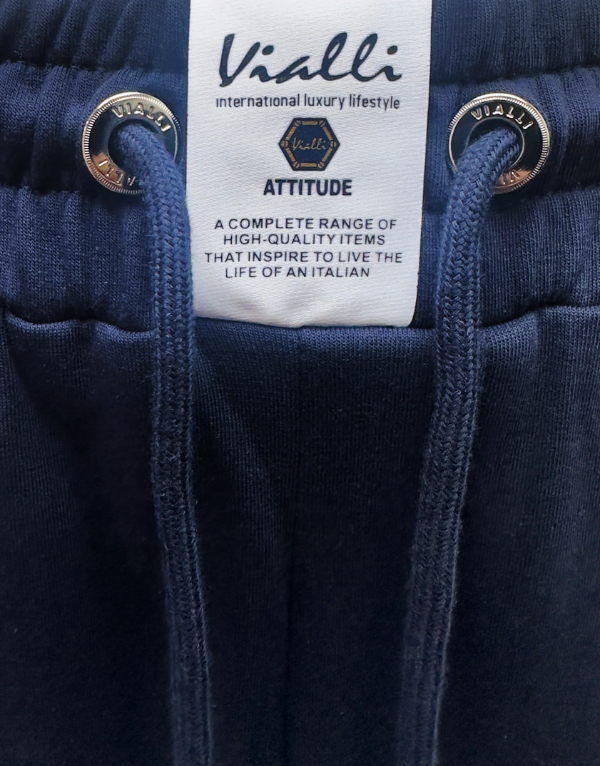 Vialli
international luxury lifestyle
VIALLI
VIALLI
Vialli
ATTITUDE
A COMPLETE RANGE OF
HIGH-QUALITY ITEMS
THAT INSPIRE TO LIVE THE
LIFE OF AN ITALIAN